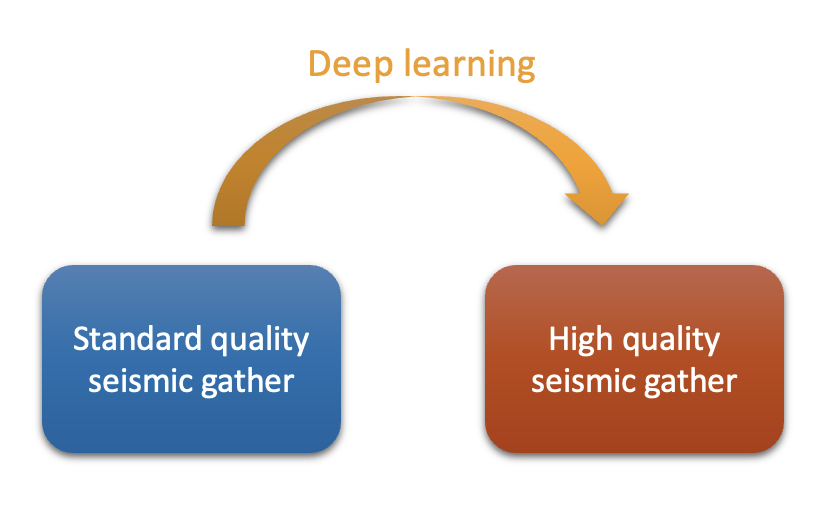 Deep learning
Standard quality
seismic gather
High quality
seismic gather